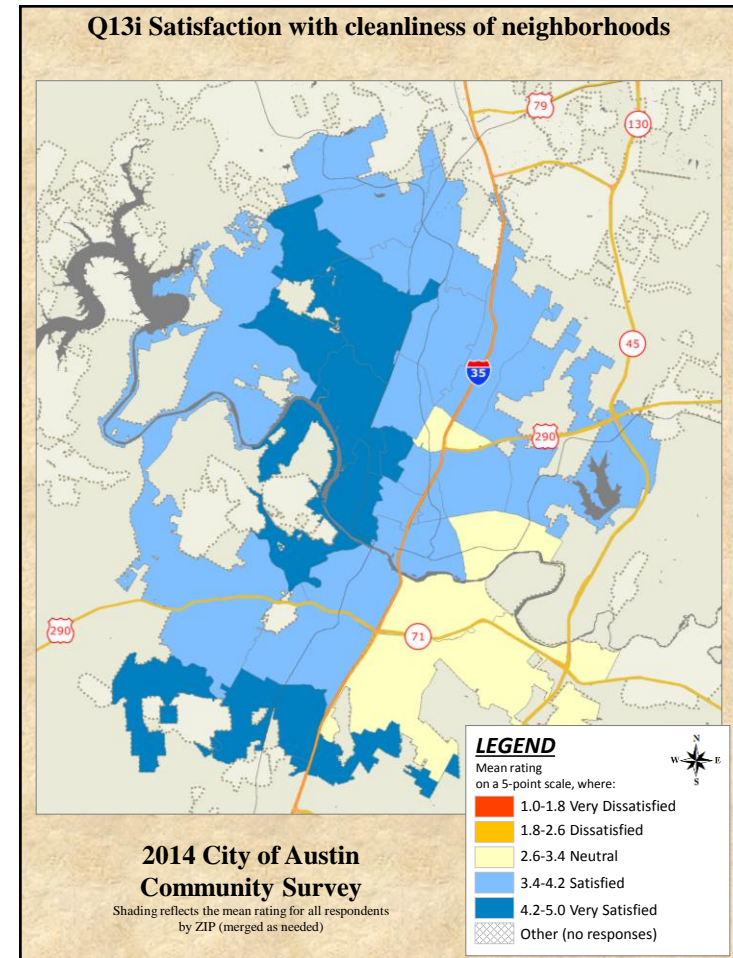 Q13i Satisfaction with cleanliness of neighborhoods
79
130
45
35
290
290
71
LEGEND
Mean rating
on a 5-point scale, where:
N
W E
S
1.0-1.8 Very Dissatisfied
1.8-2.6 Dissatisfied
2.6-3.4 Neutral
3.4-4.2 Satisfied
4.2-5.0 Very Satisfied
Other (no responses)
2014 City of Austin
Community Survey
Shading reflects the mean rating for all respondents
by ZIP (merged as needed)